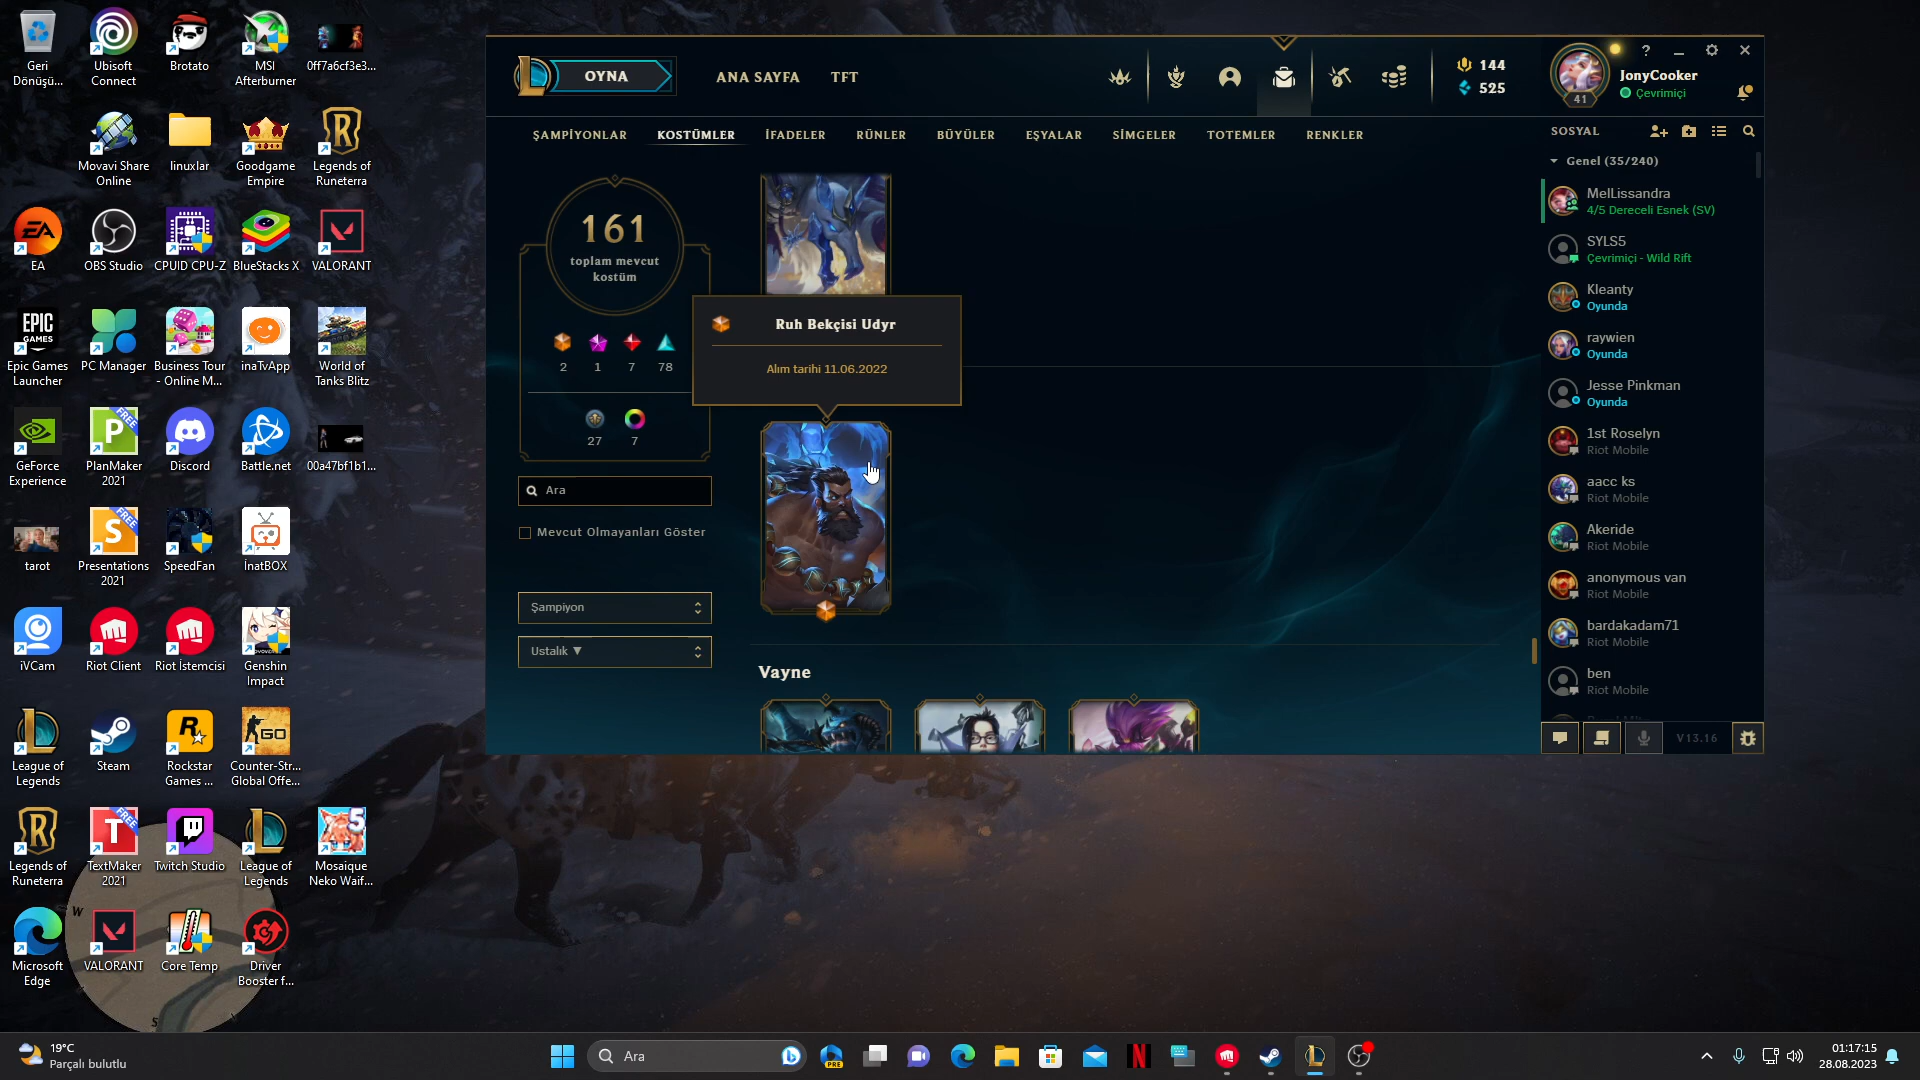 Geri
Dönüşü...
Ubisoft
Connect
Brotato
MSI
Afterburner
0ff7a6cf3e3...
Movavi Share
Online
linuxlar
Goodgame
Empire
Legends of
Runeterra
EA
OBS Studio
CPUID CPU-Z
BlueStacks X
VALORANT
Epic Games
Launcher
PC Manager
Business Tour
- Online M...
inaTvApp
World of
Tanks Blitz
GeForce
Experience
PlanMaker
2021
Discord
Battle.net
00a47bf1b1...
tarot
Presentations
2021
SpeedFan
İnatBOX
iVCam
Riot Client
Riot İstemcisi
Genshin
Impact
League of
Legends
Steam
Rockstar
Games ...
Counter-Str...
Global Offe...
Legends of
Runeterra
TextMaker
2021
Twitch Studio
League of
Legends
Mosaique
Neko Waif...
Microsoft
Edge
VALORANT
Core Temp
Driver
Booster f...
OYNA
ANA SAYFA
TFT
144
525
41
JonyCooker
Çevrimiçi
ŞAMPİYONLAR
KOSTÜMLER
İFADELER
RÜNLER
BÜYÜLER
EŞYALAR
SİMGELER
TOTEMLER
RENKLER
161
toplam mevcut
kostüm
2
1
7
78
27
7
Ara
Mevcut Olmayanları Göster
Şampiyon
Ustalık ▼
Ruh Bekçisi Udyr
Alım tarihi 11.06.2022
Vayne
SOSYAL
Genel (35/240)
MelLissandra
4/5 Dereceli Esnek (SV)
SYLS5
Çevrimiçi - Wild Rift
Kleanty
Oyunda
raywien
Oyunda
Jesse Pinkman
Oyunda
1st Roselyn
Riot Mobile
aacc ks
Riot Mobile
Akeride
Riot Mobile
anonymous van
Riot Mobile
bardakadam71
Riot Mobile
ben
Riot Mobile
V13.16
19°C
Parçalı bulutlu
Ara
01:17:15
28.08.2023